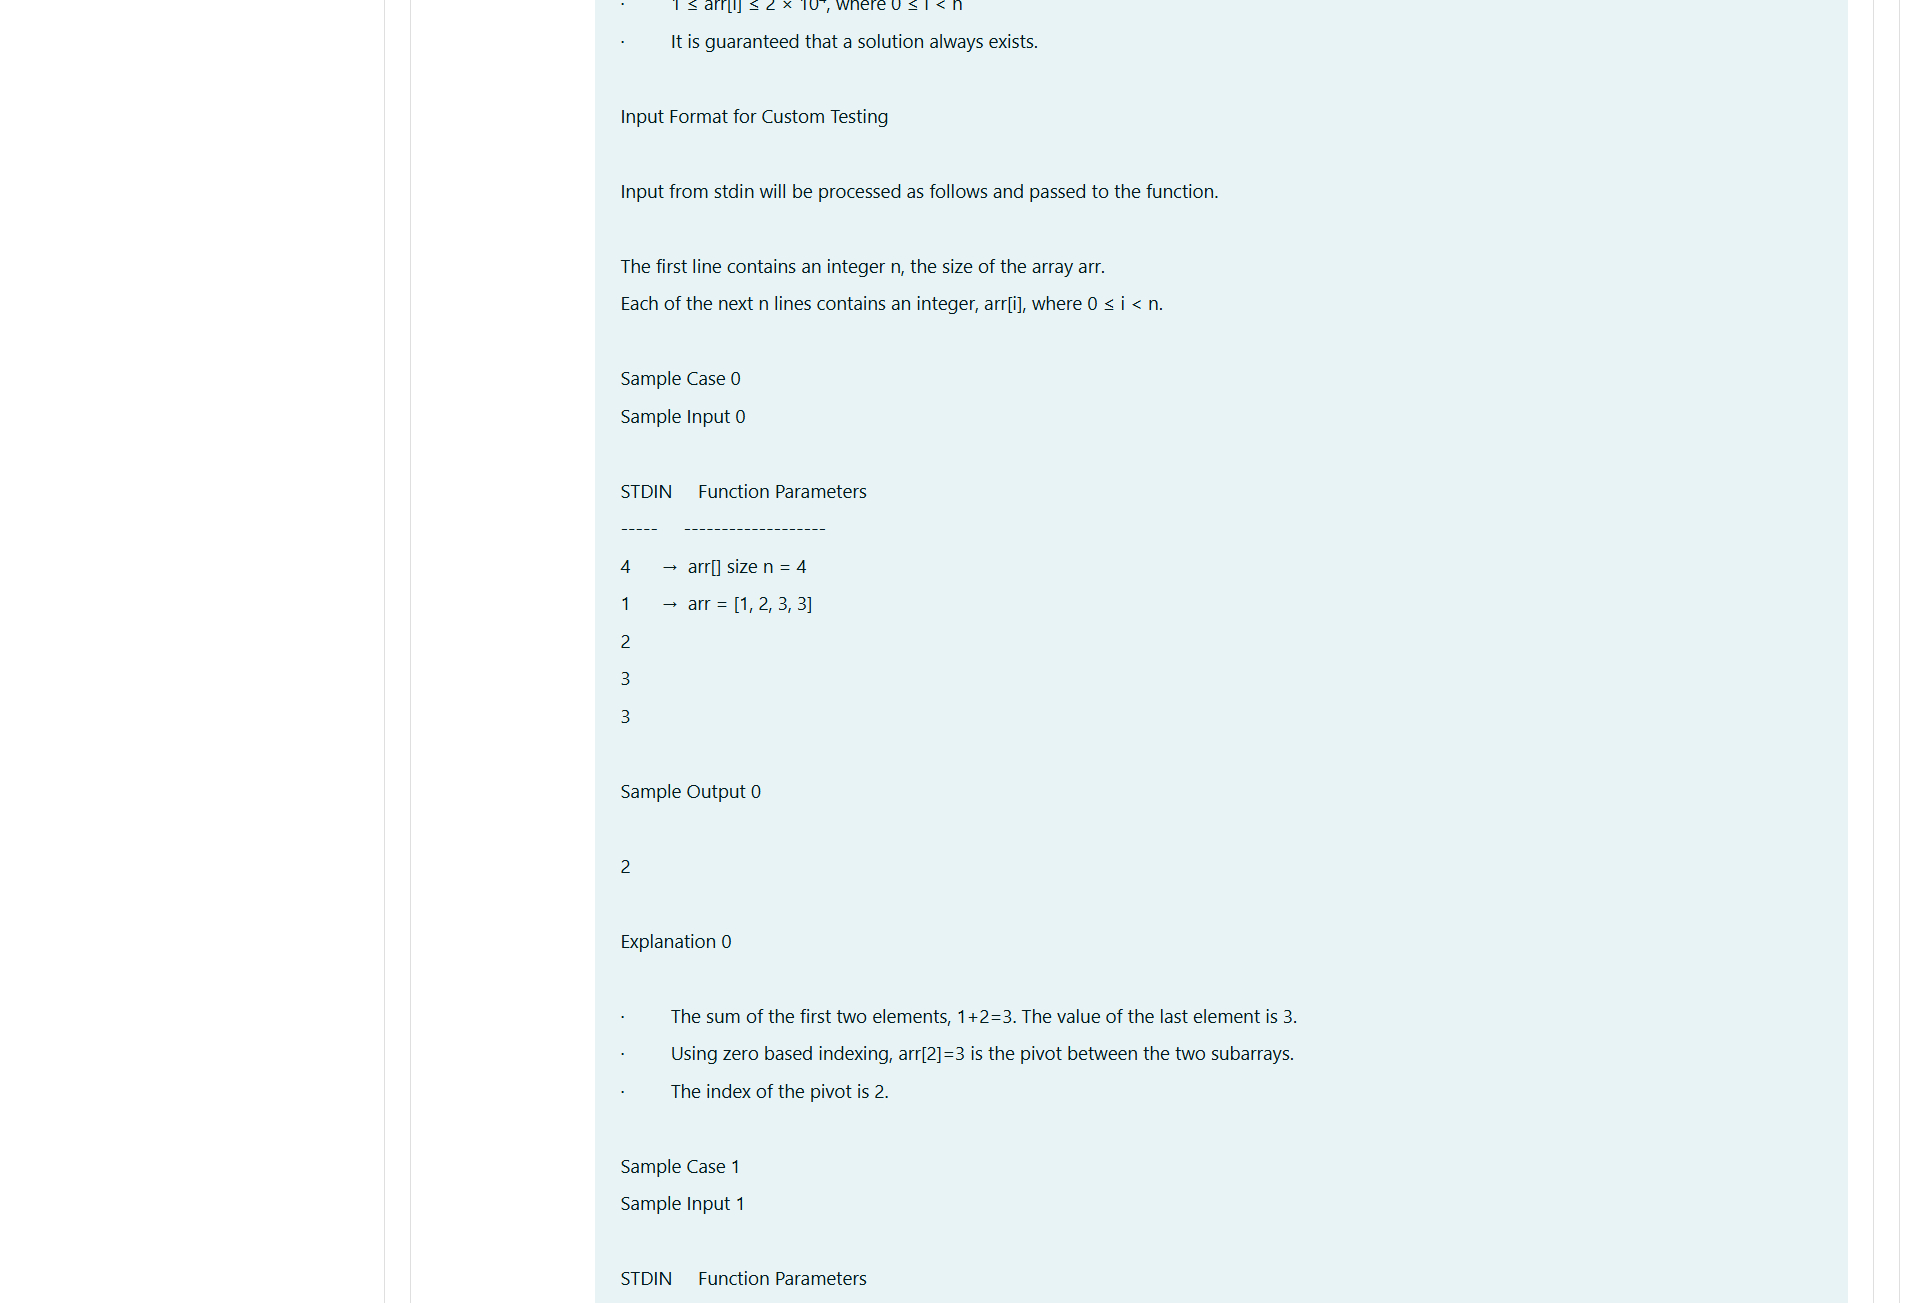 · 1 ≤ arr[i] ≤ 2 × 10⁴, where 0 ≤ i < n
· It is guaranteed that a solution always exists.
Input Format for Custom Testing
Input from stdin will be processed as follows and passed to the function.
The first line contains an integer n, the size of the array arr.
Each of the next n lines contains an integer, arr[i], where 0 ≤ i < n.
Sample Case 0
Sample Input 0
STDIN Function Parameters
----- -------------------
4 → arr[] size n = 4
1 → arr = [1, 2, 3, 3]
2
3
3
Sample Output 0
2
Explanation 0
· The sum of the first two elements, 1+2=3. The value of the last element is 3.
· Using zero based indexing, arr[2]=3 is the pivot between the two subarrays.
· The index of the pivot is 2.
Sample Case 1
Sample Input 1
STDIN Function Parameters